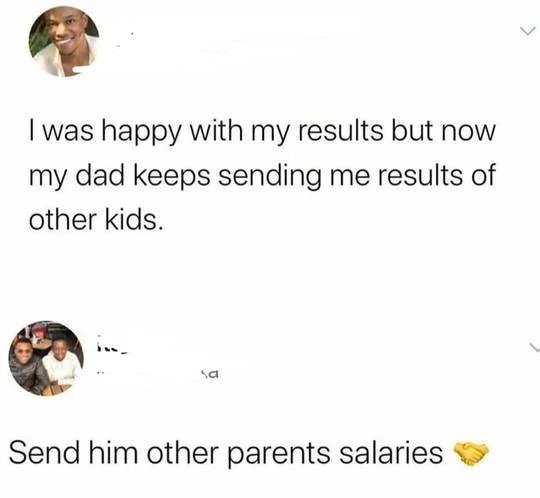 I was happy with my results but now
my dad keeps sending me results of
other kids.
Send him other parents salaries 🤝